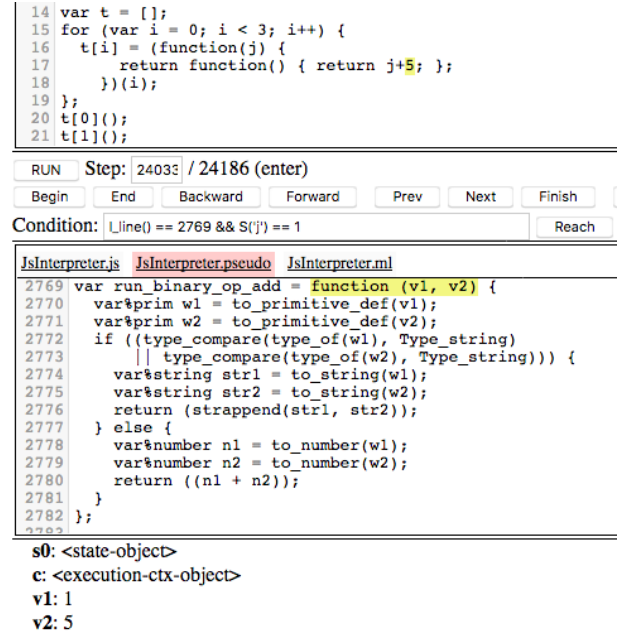 14 var t = [];
15 for (var i = 0; i < 3; i++) {
16   t[i] = (function(j) {
17       return function() { return j+5; };
18     })(i);
19 };
20 t[0]();
21 t[1]();
RUN Step: 24033 / 24186 (enter)
Begin End Backward Forward Prev Next Finish
Condition: I_line() == 2769 && S('j') == 1 Reach
JsInterpreter.js JsInterpreter.pseudo JsInterpreter.ml
2769 var run_binary_op_add = function (v1, v2) {
2770   var%prim w1 = to_primitive_def(v1);
2771   var%prim w2 = to_primitive_def(v2);
2772   if ((type_compare(type_of(w1), Type_string)
2773       || type_compare(type_of(w2), Type_string))) {
2774     var%string str1 = to_string(w1);
2775     var%string str2 = to_string(w2);
2776     return (strappend(str1, str2));
2777   } else {
2778     var%number n1 = to_number(w1);
2779     var%number n2 = to_number(w2);
2780     return ((n1 + n2));
2781   }
2782 };
s0: <state-object>
c: <execution-ctx-object>
v1: 1
v2: 5